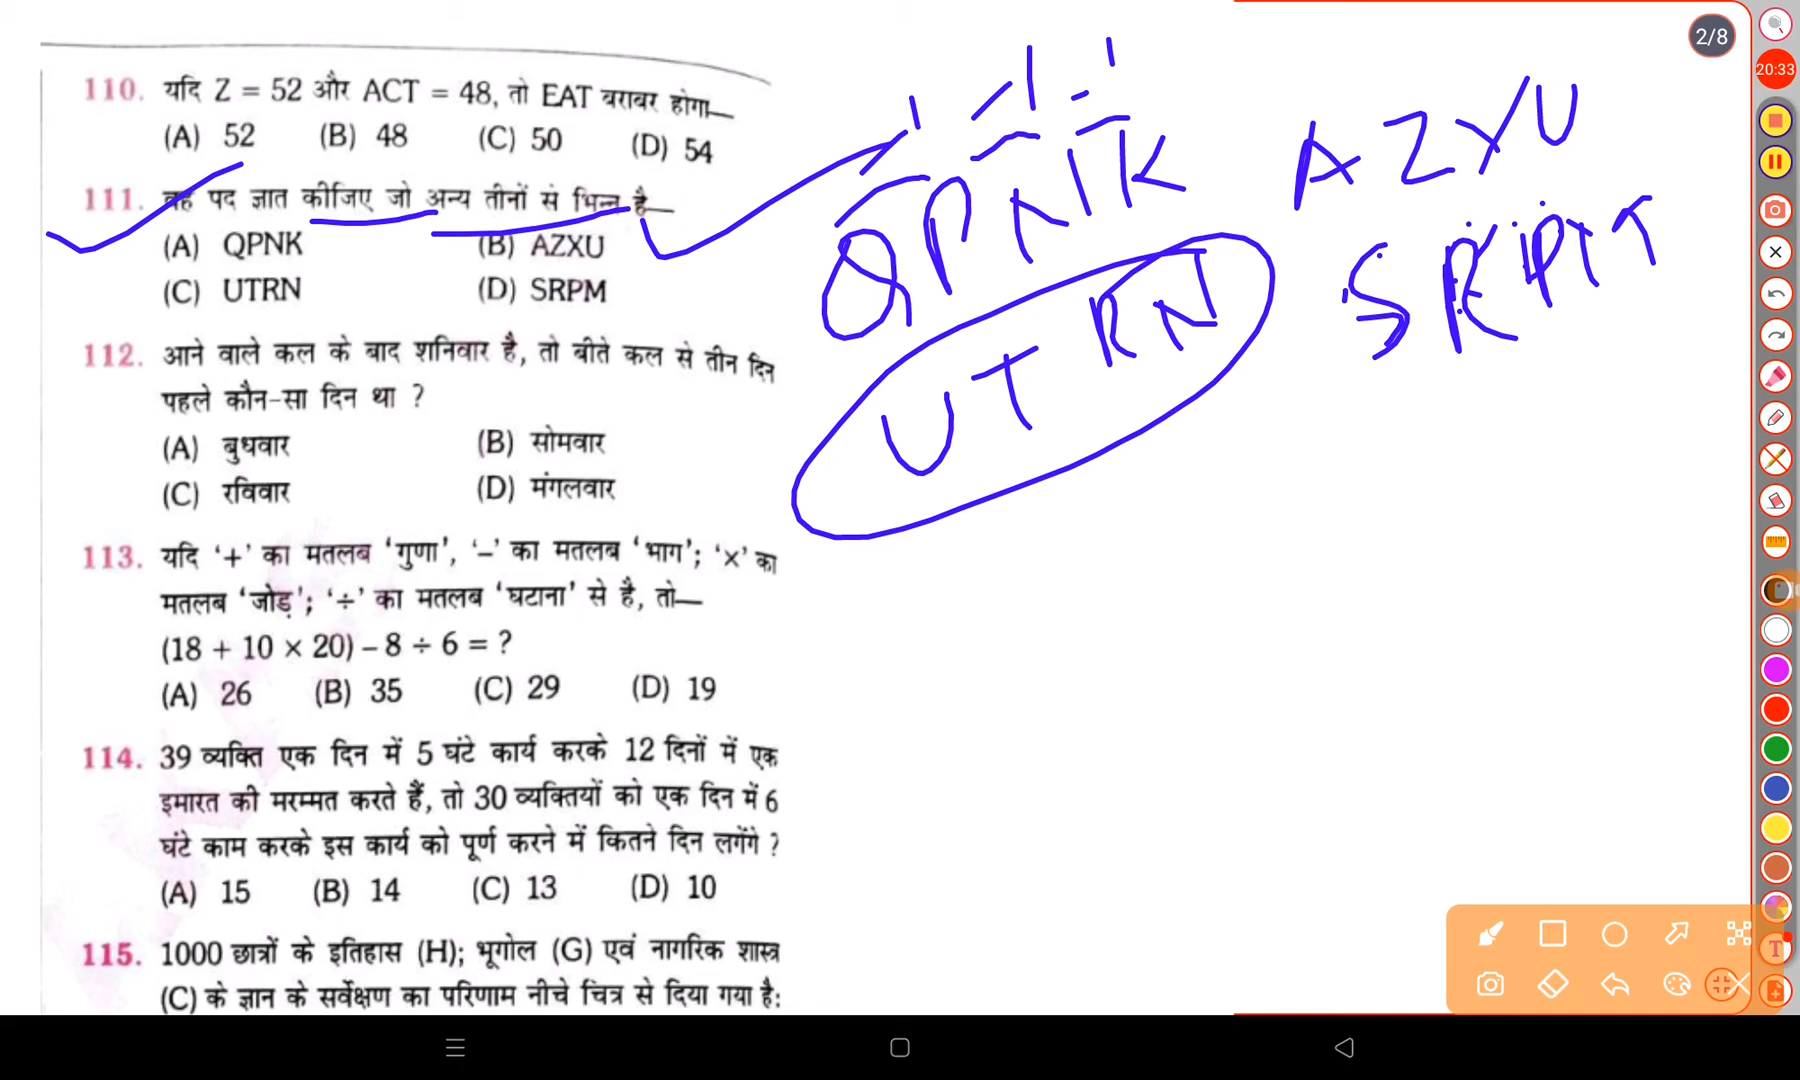 110. यदि Z = 52 और ACT = 48, तो EAT बराबर होगा—
(A) 52 (B) 48 (C) 50 (D) 54
111. वह पद ज्ञात कीजिए जो अन्य तीनों से भिन्न है—
(A) QPNK (B) AZXU
(C) UTRN (D) SRPM
112. आने वाले कल के बाद शनिवार है, तो बीते कल से तीन दिन
पहले कौन-सा दिन था ?
(A) बुधवार (B) सोमवार
(C) रविवार (D) मंगलवार
113. यदि ‘+’ का मतलब ‘गुणा’, ‘–’ का मतलब ‘भाग’; ‘×’ का
मतलब ‘जोड़’; ‘÷’ का मतलब ‘घटाना’ से है, तो—
(18 + 10 × 20) – 8 ÷ 6 = ?
(A) 26 (B) 35 (C) 29 (D) 19
114. 39 व्यक्ति एक दिन में 5 घंटे कार्य करके 12 दिनों में एक
इमारत की मरम्मत करते हैं, तो 30 व्यक्तियों को एक दिन में 6
घंटे काम करके इस कार्य को पूर्ण करने में कितने दिन लगेंगे ?
(A) 15 (B) 14 (C) 13 (D) 10
115. 1000 छात्रों के इतिहास (H); भूगोल (G) एवं नागरिक शास्त्र
(C) के ज्ञान के सर्वेक्षण का परिणाम नीचे चित्र से दिया गया है:
QPNK
AZXU
UTRN
2/8
20:33
T